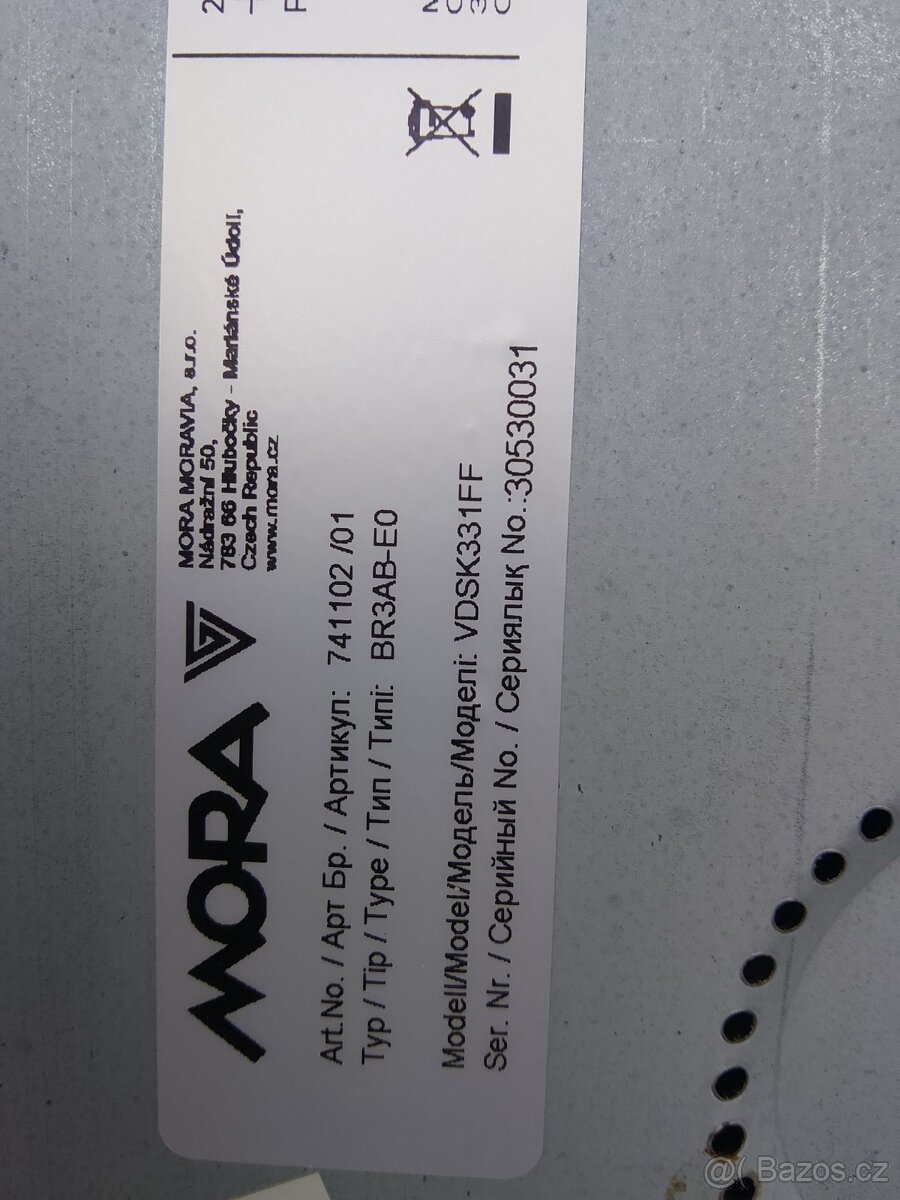 MORA
MORA MORAVIA, s.r.o.
Nádražní 50,
783 66 Hlubočky - Mariánské Údolí,
Czech Republic
www.mora.cz
Art.No. / Арт Бр. / Артикул: 741102 /01
Typ / Tip / Type / Тип / Типі: BR3AB-E0
Modell/Model/Модель/Моделі: VDSK331FF
Ser. Nr. / Серийный No. / Сериялық No.:30530031
@( Bazos.cz